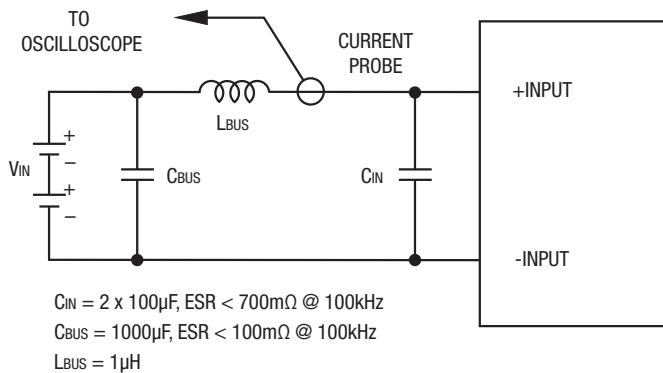 TO
OSCILLOSCOPE
CURRENT
PROBE
LBUS
+INPUT
VIN
+
–
+
–
CBUS
CIN
-INPUT
CIN = 2 x 100µF, ESR < 700mΩ @ 100kHz
CBUS = 1000µF, ESR < 100mΩ @ 100kHz
LBUS = 1µH